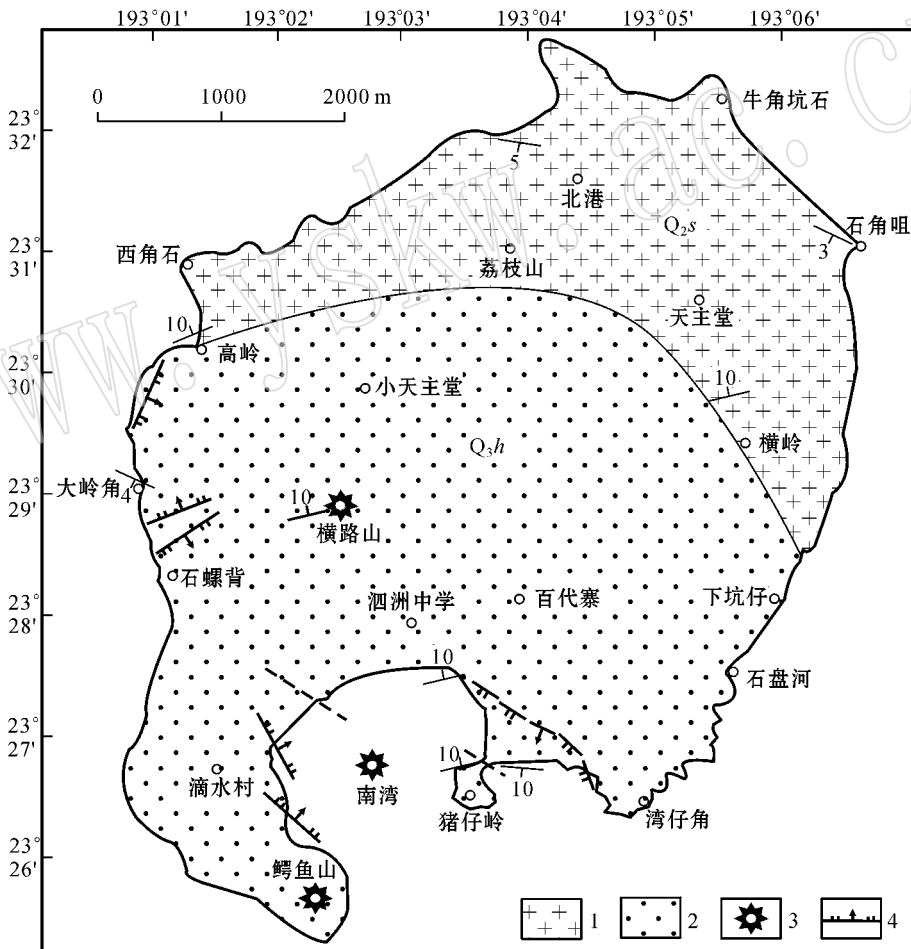 193°01′ 193°02′ 193°03′ 193°04′ 193°05′ 193°06′
0 1000 2000 m
23°
32′
牛角坑石
5
北港
Q₂s
石角咀
3
23°
31′
西角石
荔枝山
天主堂
10
高岭
23°
30′
小天主堂
10
横岭
Q₃h
大岭角
4
23°
29′
10
横路山
石螺背
泗洲中学
百代寨
下坑仔
23°
28′
10
石盘河
23°
27′
滴水村
南湾
10
10
猪仔岭
湾仔角
23°
26′
鳄鱼山
1 2 3 4
www.yskw.ac.c